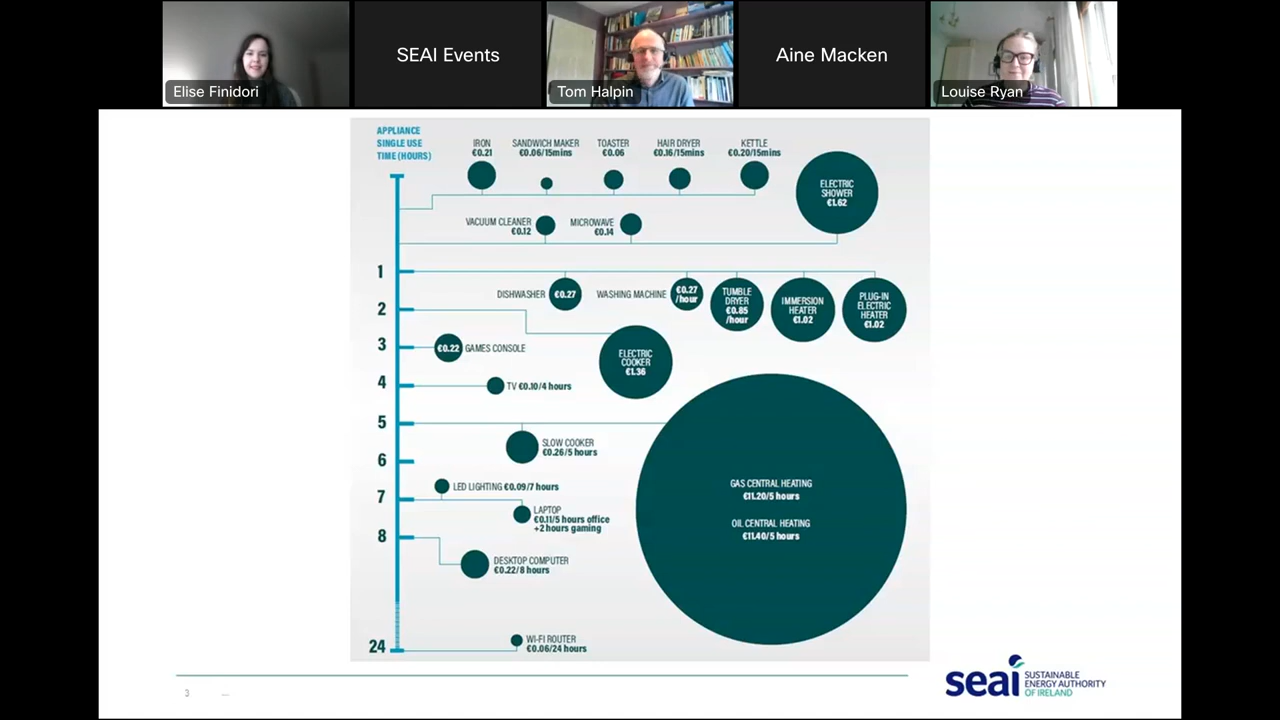 Elise Finidori
SEAI Events
Tom Halpin
Aine Macken
Louise Ryan
APPLIANCE
SINGLE USE
TIME (HOURS)
IRON
€0.21
SANDWICH MAKER
€0.06/15mins
TOASTER
€0.06
HAIR DRYER
€0.16/15mins
KETTLE
€0.20/15mins
ELECTRIC
SHOWER
€1.62
VACUUM CLEANER
€0.12
MICROWAVE
€0.14
1
DISHWASHER €0.27
WASHING MACHINE
€0.27
/hour
TUMBLE
DRYER
€0.85
/hour
IMMERSION
HEATER
€1.02
PLUG-IN
ELECTRIC
HEATER
€1.02
2
3
€0.22 GAMES CONSOLE
ELECTRIC
COOKER
€1.36
4
TV €0.10/4 hours
5
SLOW COOKER
€0.26/5 hours
6
LED LIGHTING €0.09/7 hours
7
LAPTOP
€0.11/5 hours office
+2 hours gaming
GAS CENTRAL HEATING
€11.20/5 hours
OIL CENTRAL HEATING
€11.40/5 hours
8
DESKTOP COMPUTER
€0.22/8 hours
24
WI-FI ROUTER
€0.06/24 hours
3
...
seai
SUSTAINABLE
ENERGY AUTHORITY
OF IRELAND